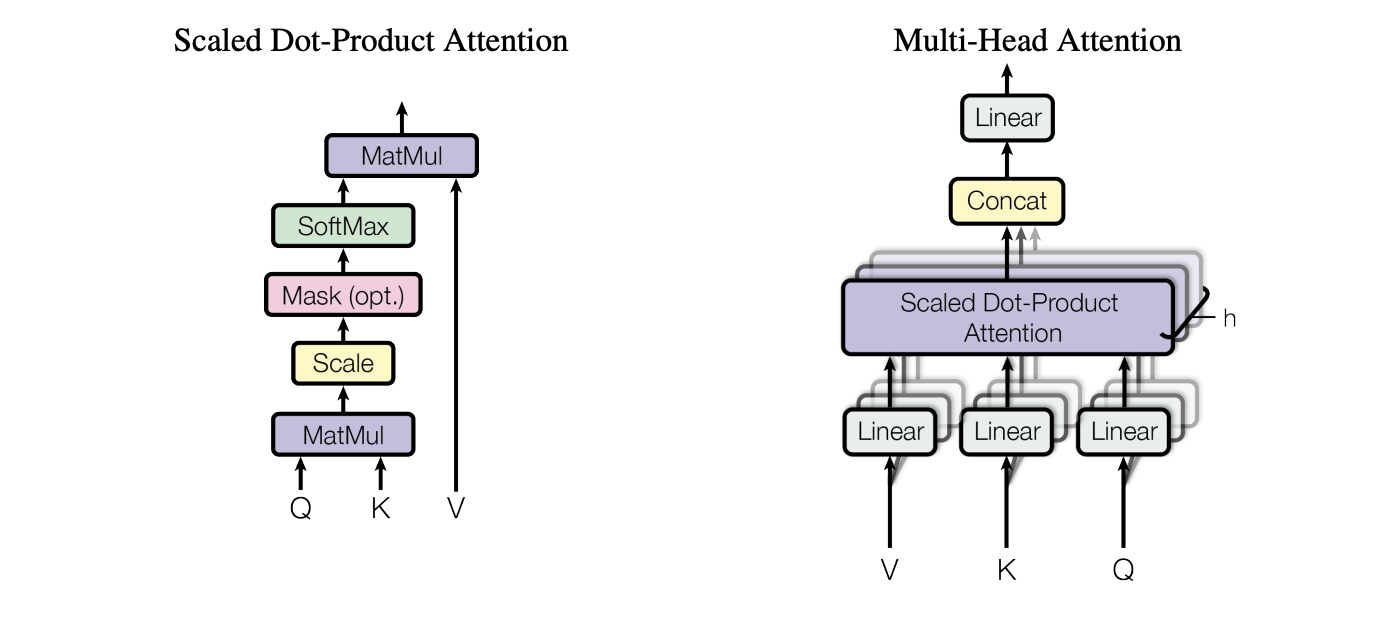 Scaled Dot-Product Attention
MatMul
SoftMax
Mask (opt.)
Scale
MatMul
Q K V
Multi-Head Attention
Linear
Concat
Scaled Dot-Product
Attention
h
Linear Linear Linear
V K Q